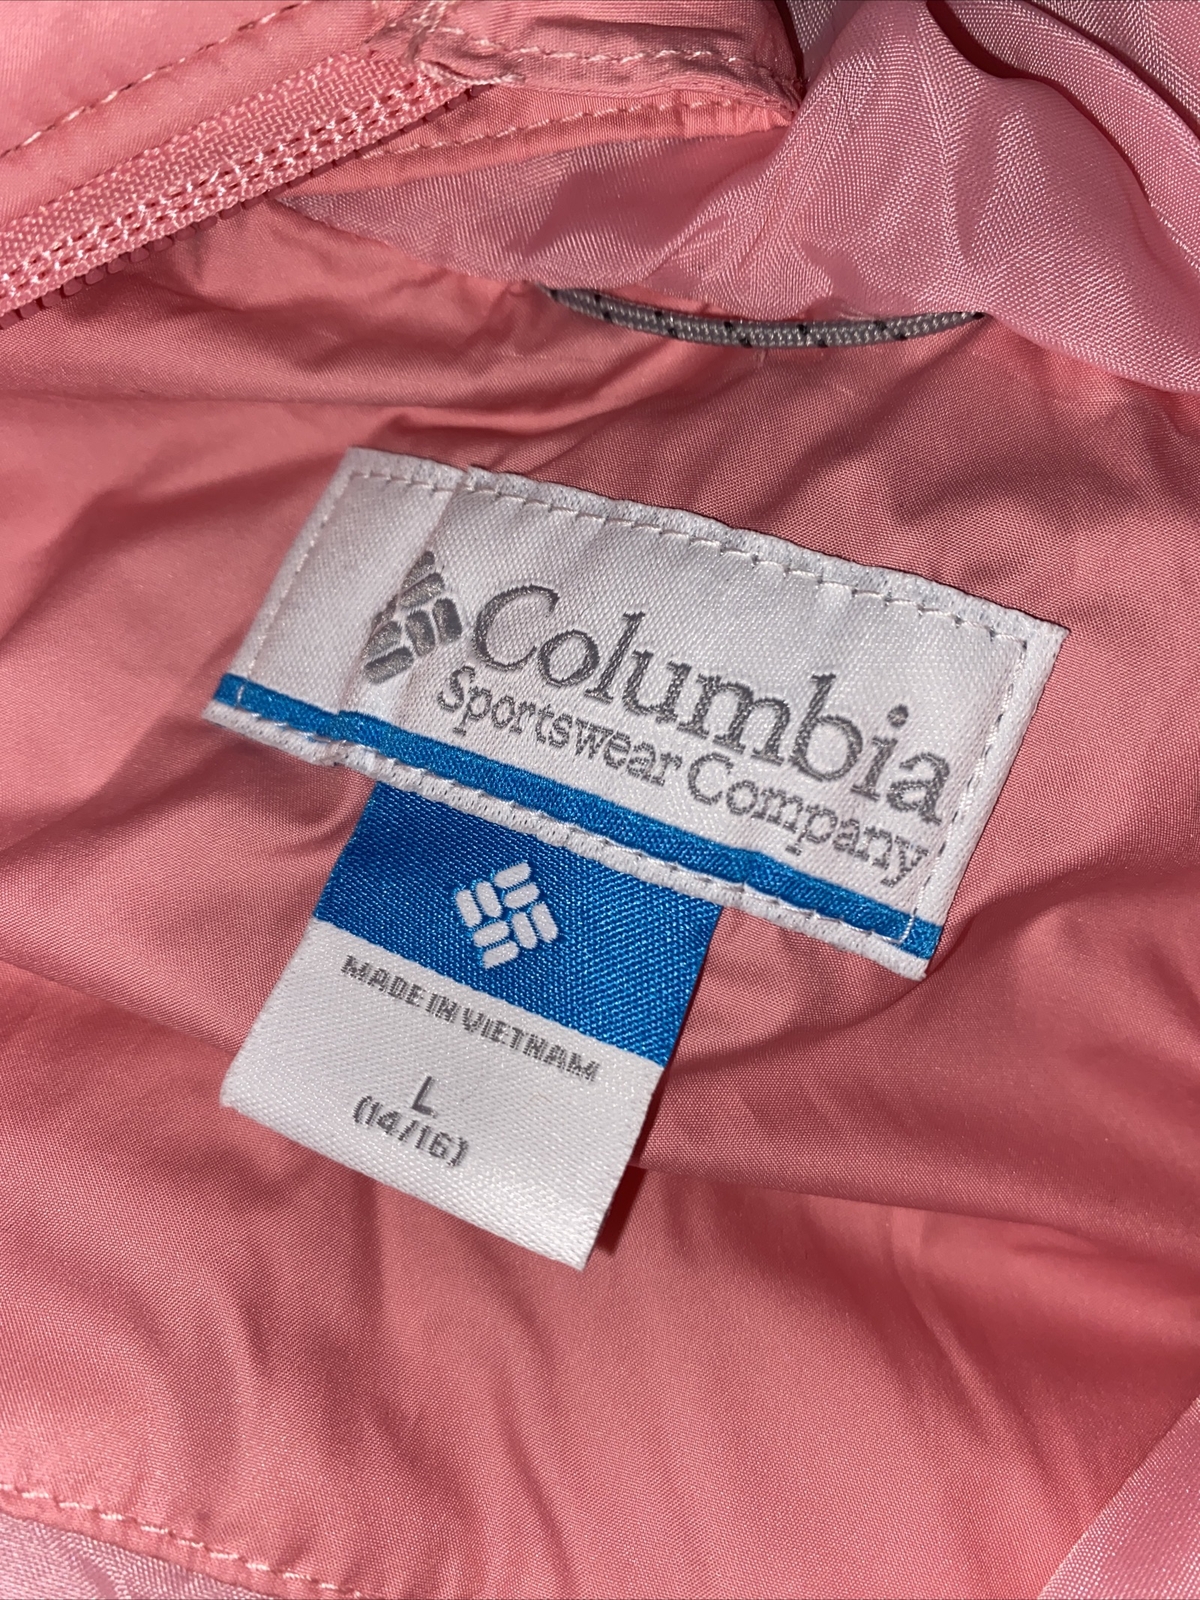 Columbia
Sportswear Company
MADE IN VIETNAM
L
(14/16)